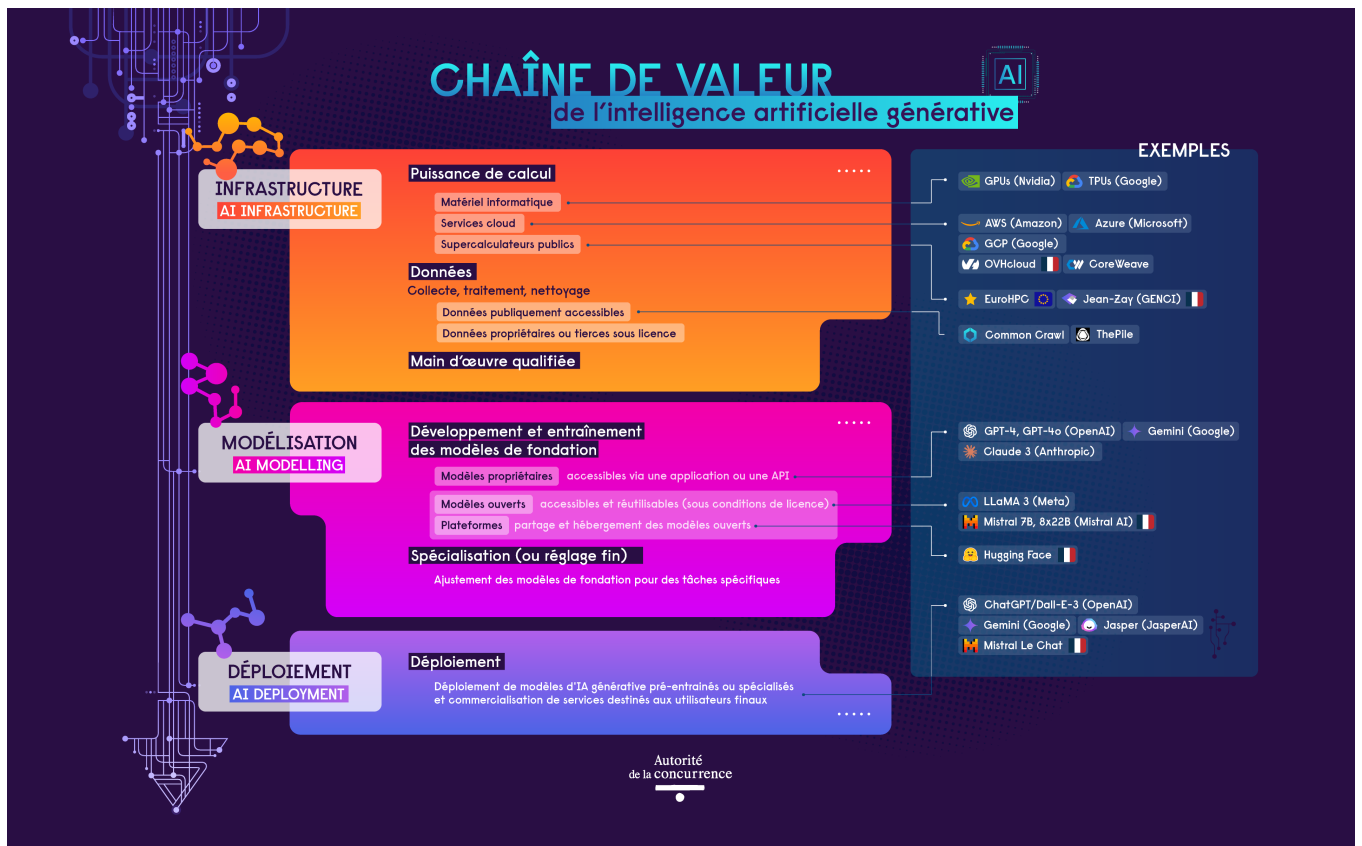 CHAÎNE DE VALEUR
de l'intelligence artificielle générative
AI
EXEMPLES
INFRASTRUCTURE
AI INFRASTRUCTURE
Puissance de calcul
Matériel informatique
Services cloud
Supercalculateurs publics
Données
Collecte, traitement, nettoyage
Données publiquement accessibles
Données propriétaires ou tierces sous licence
Main d'œuvre qualifiée
GPUs (Nvidia) TPUs (Google)
AWS (Amazon) Azure (Microsoft)
GCP (Google)
OVHcloud CoreWeave
EuroHPC Jean-Zay (GENCI)
Common Crawl ThePile
MODÉLISATION
AI MODELLING
Développement et entraînement
des modèles de fondation
Modèles propriétaires accessibles via une application ou une API
Modèles ouverts accessibles et réutilisables (sous conditions de licence)
Plateformes partage et hébergement des modèles ouverts
Spécialisation (ou réglage fin)
Ajustement des modèles de fondation pour des tâches spécifiques
GPT-4, GPT-4o (OpenAI) Gemini (Google)
Claude 3 (Anthropic)
LLaMA 3 (Meta)
Mistral 7B, 8x22B (Mistral AI)
Hugging Face
DÉPLOIEMENT
AI DEPLOYMENT
Déploiement
Déploiement de modèles d'IA générative pré-entrainés ou spécialisés
et commercialisation de services destinés aux utilisateurs finaux
ChatGPT/Dall-E-3 (OpenAI)
Gemini (Google) Jasper (JasperAI)
Mistral Le Chat
Autorité
de la concurrence